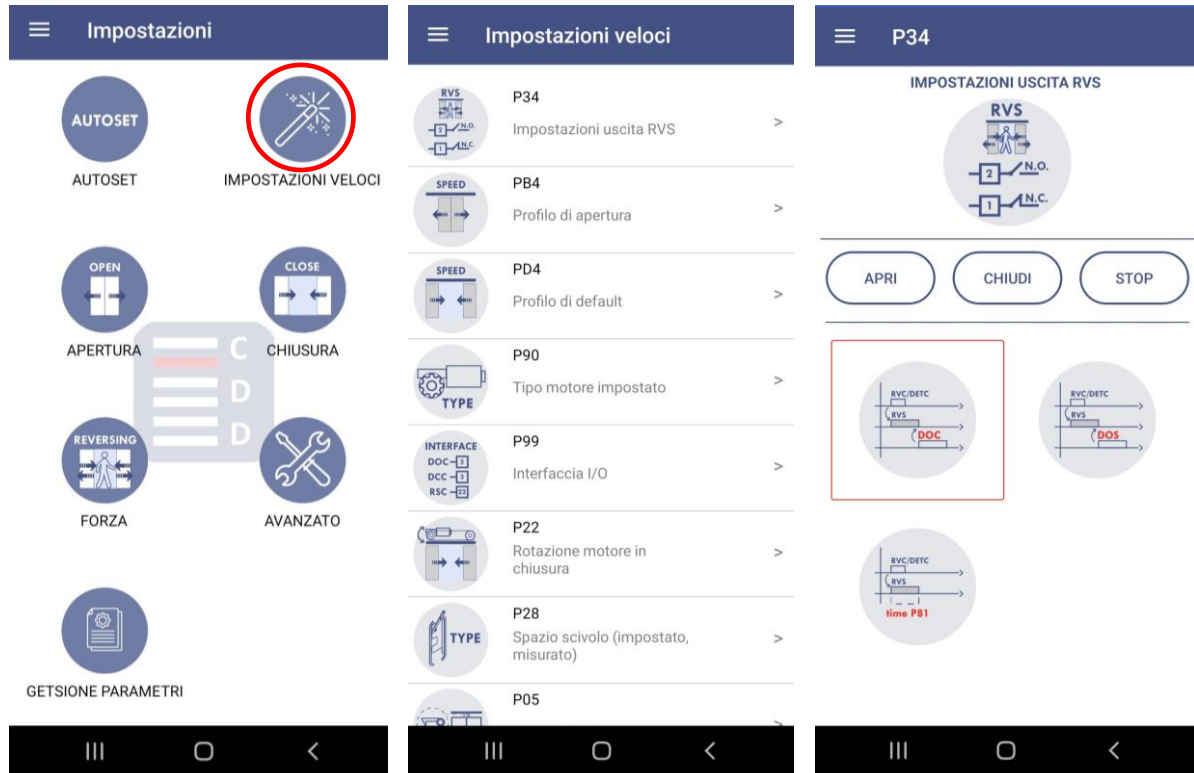 Impostazioni
AUTOSET
AUTOSET
IMPOSTAZIONI VELOCI
OPEN
APERTURA
CLOSE
CHIUSURA
C
D
D
REVERSING
FORZA
AVANZATO
GETSIONE PARAMETRI
Impostazioni veloci
RVS
2 N.O.
1 N.C.
P34
Impostazioni uscita RVS
>
SPEED
PB4
Profilo di apertura
>
SPEED
PD4
Profilo di default
>
TYPE
P90
Tipo motore impostato
>
INTERFACE
DOC 5
DCC 3
RSC 22
P99
Interfaccia I/O
>
P22
Rotazione motore in
chiusura
>
TYPE
P28
Spazio scivolo (impostato,
misurato)
>
P05
P34
IMPOSTAZIONI USCITA RVS
RVS
2 N.O.
1 N.C.
APRI CHIUDI STOP
RVC/DETC
RVS
DOC
RVC/DETC
RVS
DOS
RVC/DETC
RVS
time P81